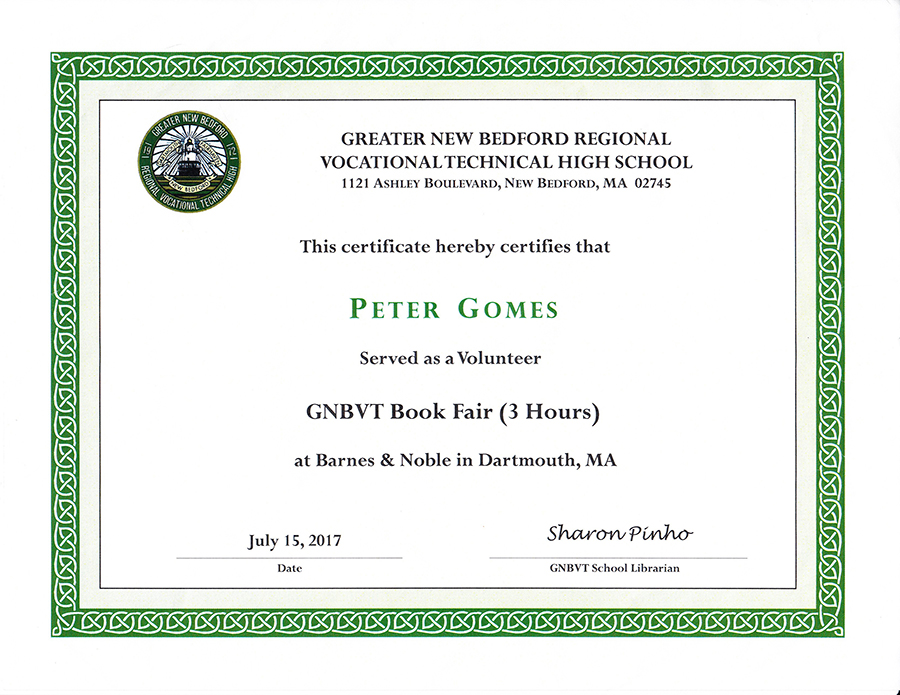 GREATER NEW BEDFORD
19 24
REGIONAL VOCATIONAL TECHNICAL HIGH
NEW BEDFORD
GREATER NEW BEDFORD REGIONAL
VOCATIONAL TECHNICAL HIGH SCHOOL
1121 ASHLEY BOULEVARD, NEW BEDFORD, MA 02745
This certificate hereby certifies that
PETER GOMES
Served as a Volunteer
GNBVT Book Fair (3 Hours)
at Barnes & Noble in Dartmouth, MA
July 15, 2017
Sharon Pinho
Date
GNBVT School Librarian